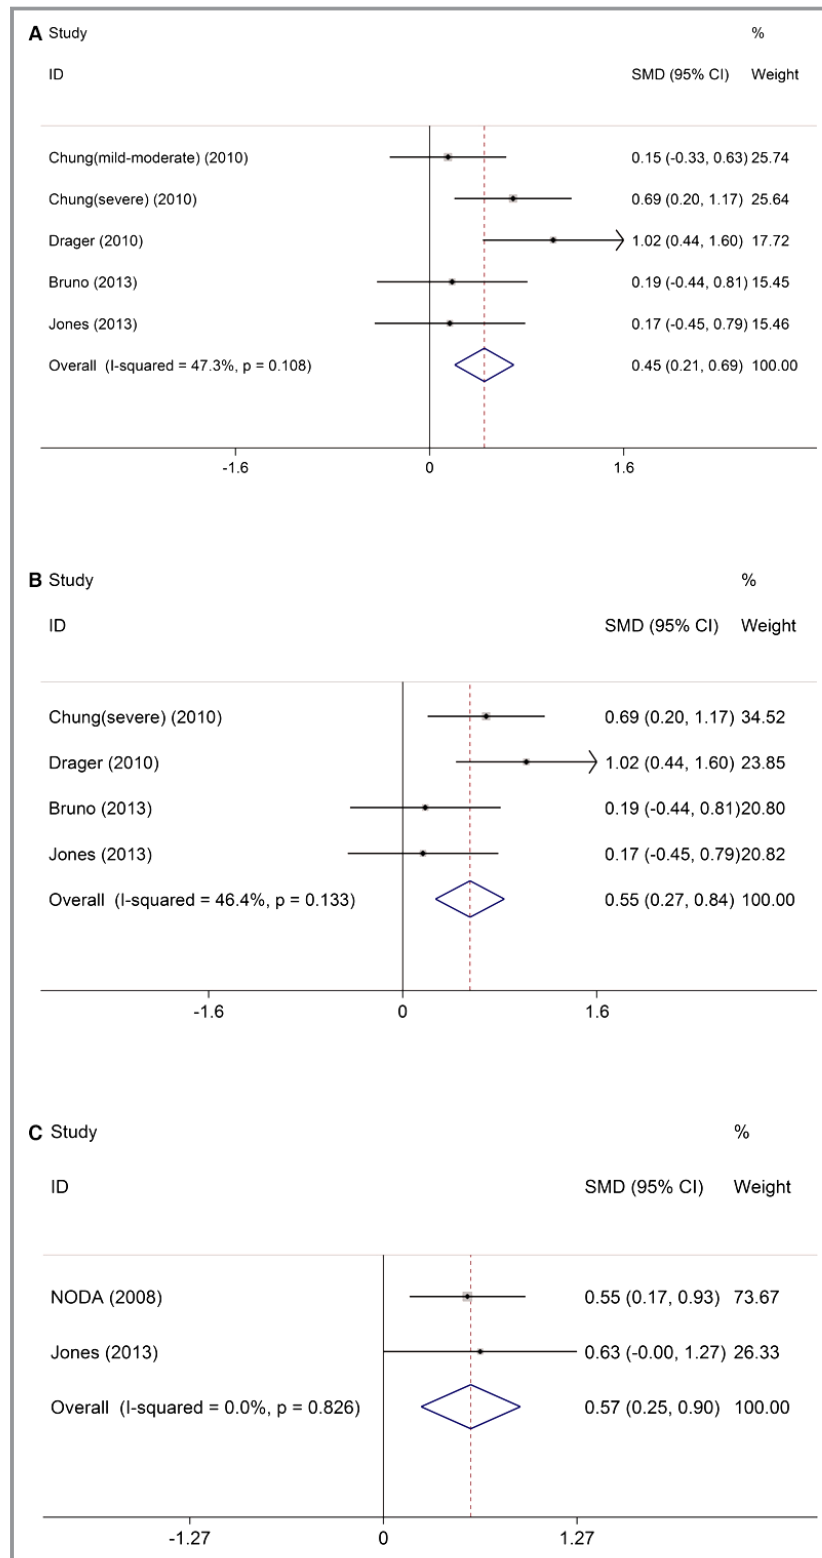 A Study %
ID SMD (95% CI) Weight
Chung(mild-moderate) (2010) 0.15 (-0.33, 0.63) 25.74
Chung(severe) (2010) 0.69 (0.20, 1.17) 25.64
Drager (2010) 1.02 (0.44, 1.60) 17.72
Bruno (2013) 0.19 (-0.44, 0.81) 15.45
Jones (2013) 0.17 (-0.45, 0.79) 15.46
Overall (I-squared = 47.3%, p = 0.108) 0.45 (0.21, 0.69) 100.00
-1.6 0 1.6
B Study %
ID SMD (95% CI) Weight
Chung(severe) (2010) 0.69 (0.20, 1.17) 34.52
Drager (2010) 1.02 (0.44, 1.60) 23.85
Bruno (2013) 0.19 (-0.44, 0.81) 20.80
Jones (2013) 0.17 (-0.45, 0.79) 20.82
Overall (I-squared = 46.4%, p = 0.133) 0.55 (0.27, 0.84) 100.00
-1.6 0 1.6
C Study %
ID SMD (95% CI) Weight
NODA (2008) 0.55 (0.17, 0.93) 73.67
Jones (2013) 0.63 (-0.00, 1.27) 26.33
Overall (I-squared = 0.0%, p = 0.826) 0.57 (0.25, 0.90) 100.00
-1.27 0 1.27